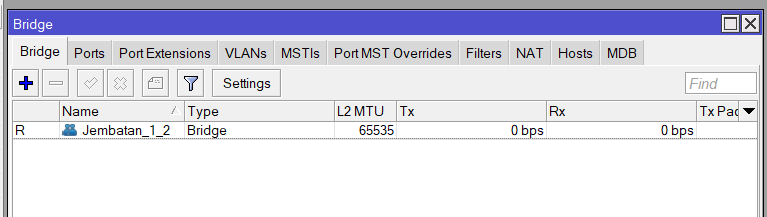 Bridge
Bridge Ports Port Extensions VLANs MSTIs Port MST Overrides Filters NAT Hosts MDB
Settings Find
Name Type L2 MTU Tx Rx Tx Pac
R Jembatan_1_2 Bridge 65535 0 bps 0 bps